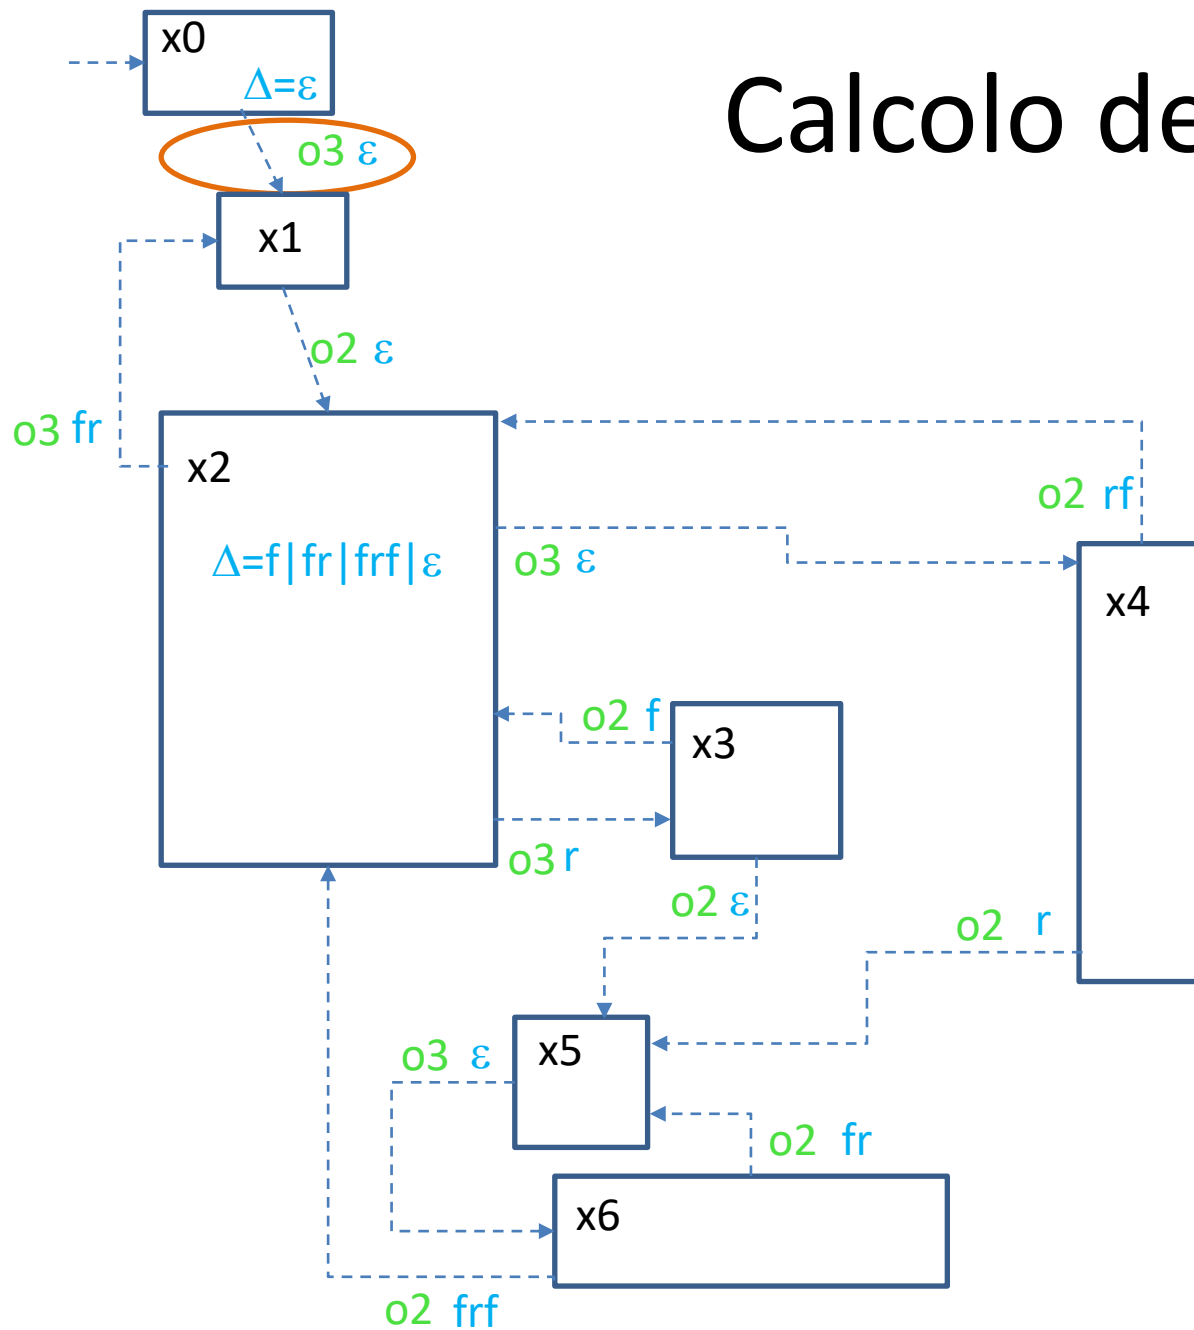 x0
Δ=ε
Calcolo de
o3 ε
x1
o2 ε
o3 fr
x2
o2 rf
Δ=f|fr|frf|ε
o3 ε
x4
o2 f
x3
o3 r
o2 ε
o2 r
o3 ε
x5
o2 fr
x6
o2 frf